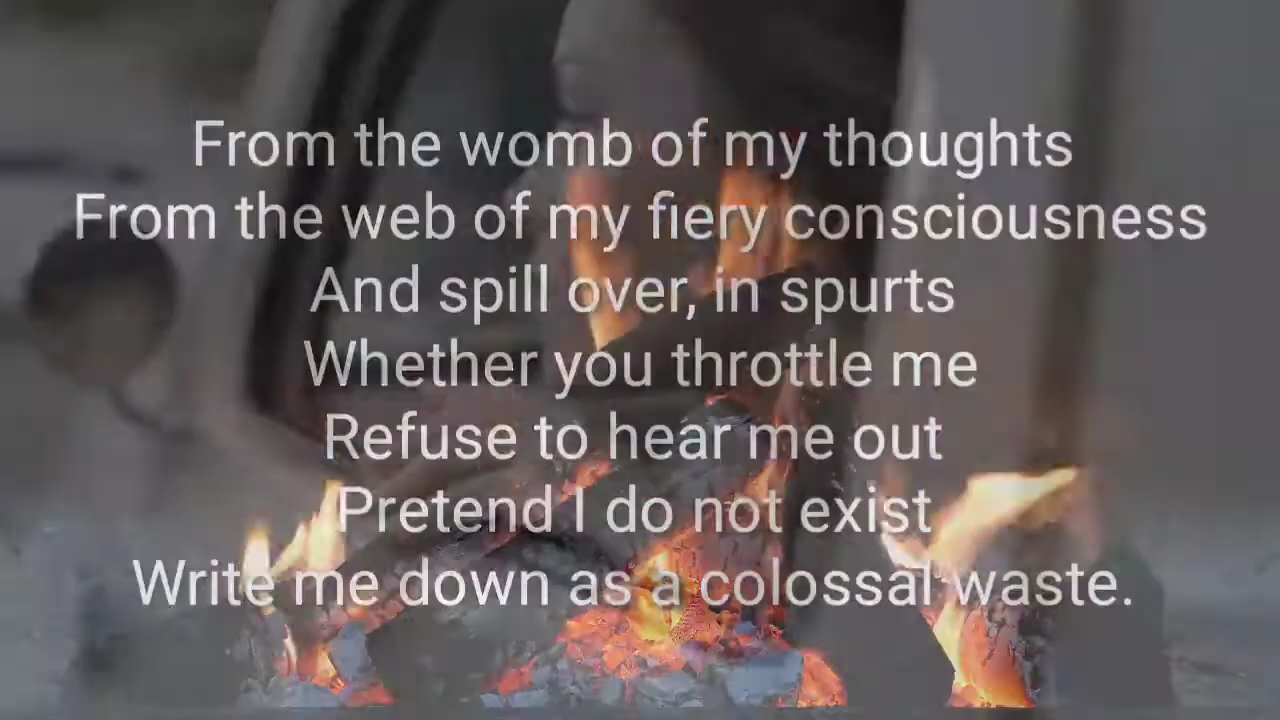 From the womb of my thoughts
From the web of my fiery consciousness
And spill over, in spurts
Whether you throttle me
Refuse to hear me out
Pretend I do not exist
Write me down as a colossal waste.